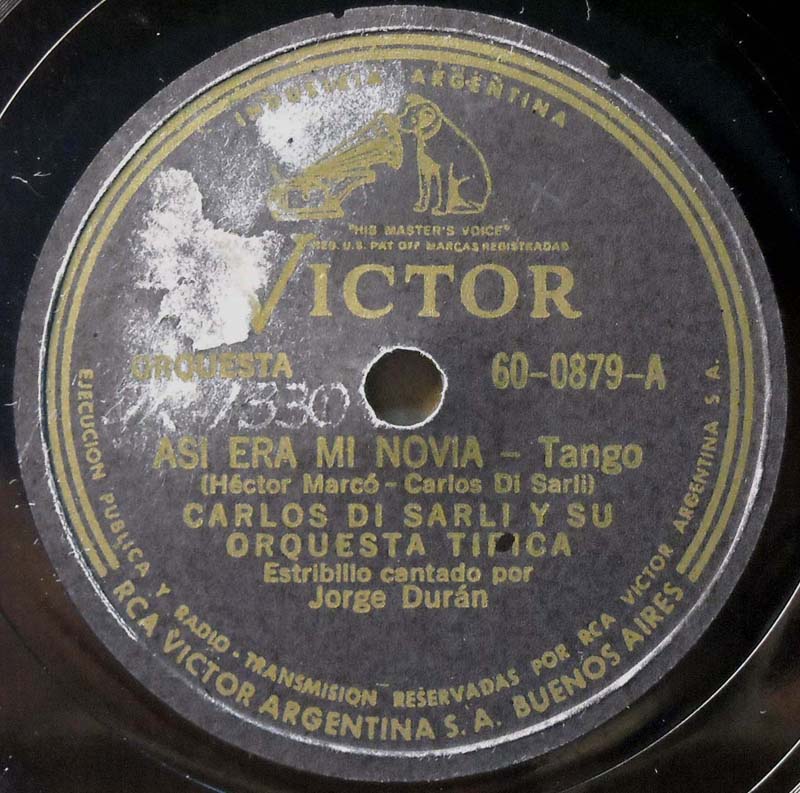 INDUSTRIA ARGENTINA
"HIS MASTER'S VOICE"
REG. U.S. PAT OFF MARCAS REGISTRADAS
VICTOR
ORQUESTA
60-0879-A
1330
ASI ERA MI NOVIA - Tango
(Héctor Marcó - Carlos Di Sarli)
CARLOS DI SARLI Y SU
ORQUESTA TIPICA
Estribillo cantado por
Jorge Durán
EJECUCION PUBLICA Y RADIO-TRANSMISION RESERVADAS POR RCA VICTOR ARGENTINA S.A.
RCA VICTOR ARGENTINA S.A. BUENOS AIRES